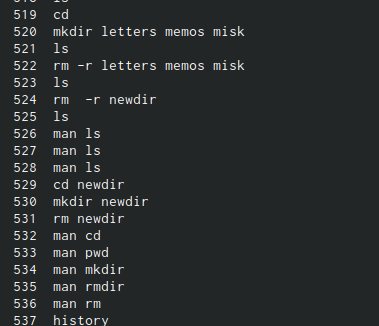 518 ls
519 cd
520 mkdir letters memos misk
521 ls
522 rm -r letters memos misk
523 ls
524 rm  -r newdir
525 ls
526 man ls
527 man ls
528 man ls
529 cd newdir
530 mkdir newdir
531 rm newdir
532 man cd
533 man pwd
534 man mkdir
535 man rmdir
536 man rm
537 history